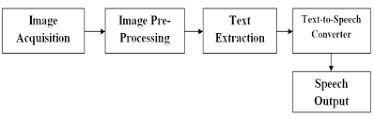 Image
Acquisition
Image Pre-
Processing
Text
Extraction
Text-to-Speech
Converter
Speech
Output